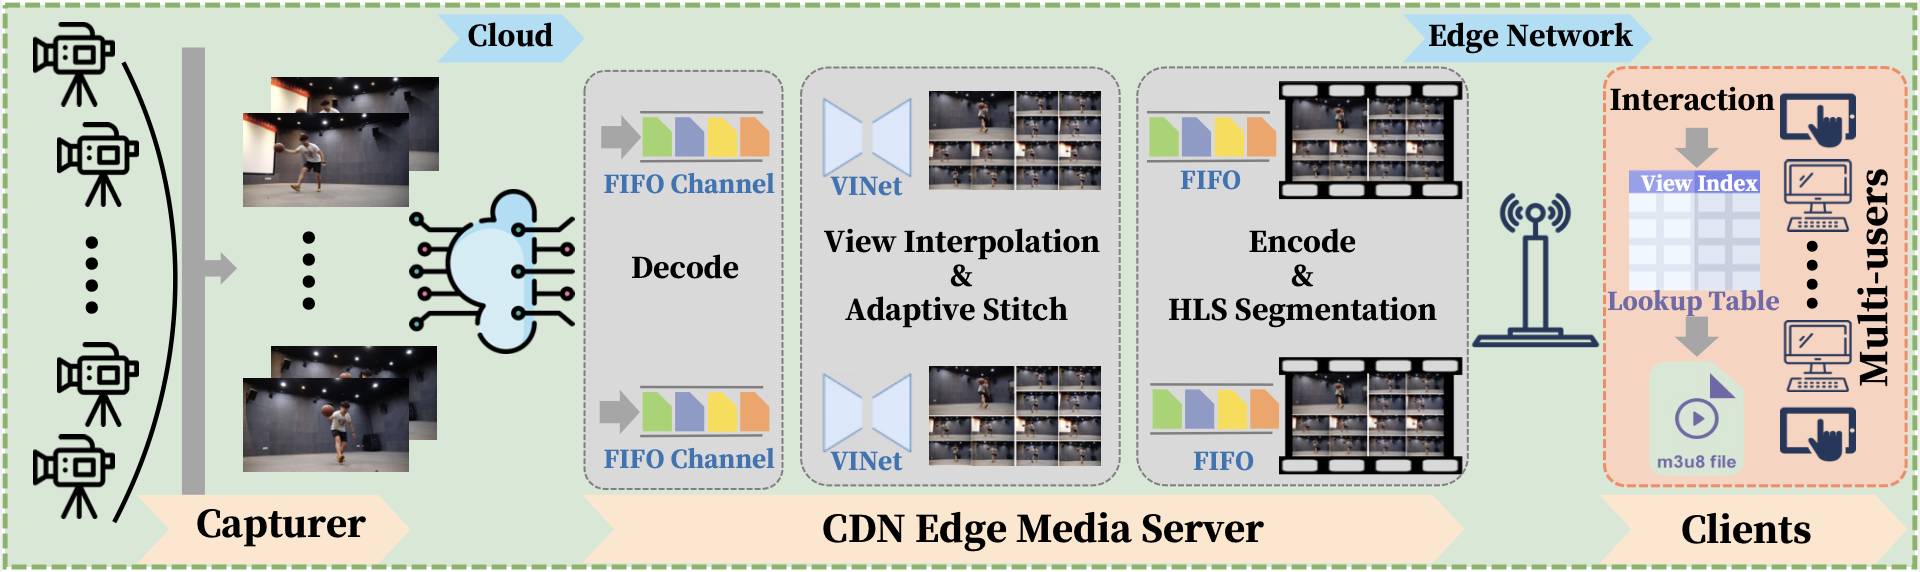 Cloud
Edge Network
Capturer
FIFO Channel
Decode
FIFO Channel
VINet
View Interpolation
&
Adaptive Stitch
VINet
FIFO
Encode
&
HLS Segmentation
FIFO
CDN Edge Media Server
Interaction
View Index
Lookup Table
m3u8 file
Multi-users
Clients